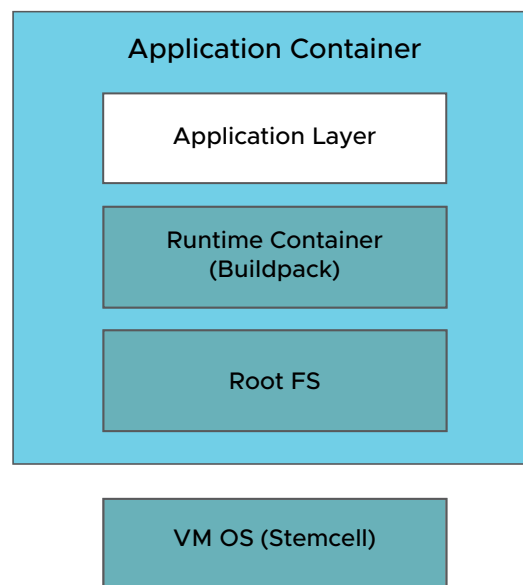 Application Container
Application Layer
Runtime Container
(Buildpack)
Root FS
VM OS (Stemcell)